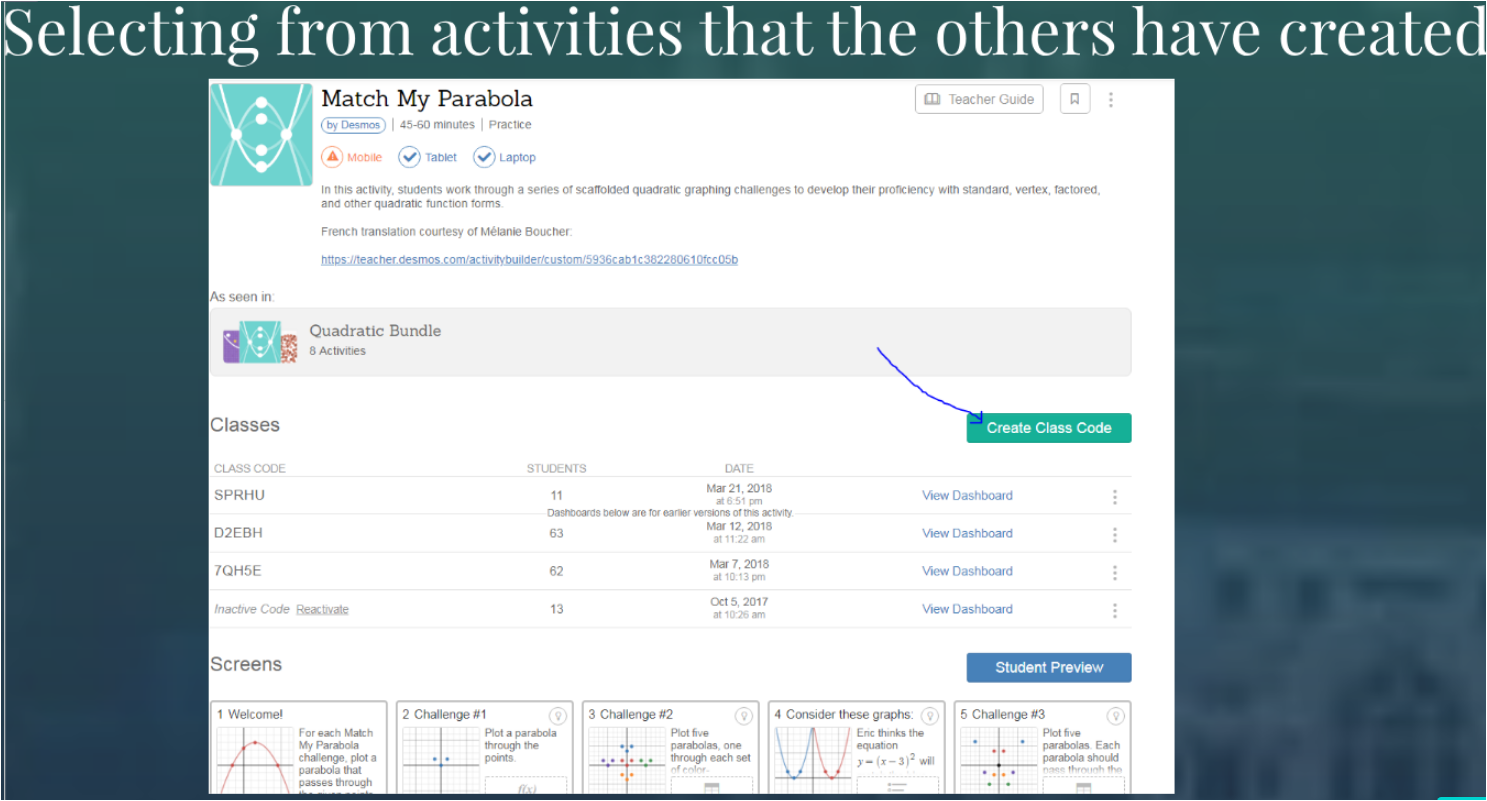 Selecting from activities that the others have created
Match My Parabola
Teacher Guide
by Desmos | 45-60 minutes | Practice
Mobile Tablet Laptop
In this activity, students work through a series of scaffolded quadratic graphing challenges to develop their proficiency with standard, vertex, factored,
and other quadratic function forms.
French translation courtesy of Mélanie Boucher:
https://teacher.desmos.com/activitybuilder/custom/5936cab1c382280610fcc05b
As seen in:
Quadratic Bundle
8 Activities
Classes
Create Class Code
CLASS CODE STUDENTS DATE
SPRHU 11 Mar 21, 2018 View Dashboard
at 6:51 pm
Dashboards below are for earlier versions of this activity.
D2EBH 63 Mar 12, 2018 View Dashboard
at 11:22 am
7QH5E 62 Mar 7, 2018 View Dashboard
at 10:13 pm
Inactive Code Reactivate 13 Oct 5, 2017 View Dashboard
at 10:26 am
Screens
Student Preview
1 Welcome!
For each Match
My Parabola
challenge, plot a
parabola that
passes through
the given points
2 Challenge #1
Plot a parabola
through the
points.
f(x)
3 Challenge #2
Plot five
parabolas, one
through each set
of color-
4 Consider these graphs:
Eric thinks the
equation
y = (x − 3)² will
5 Challenge #3
Plot five
parabolas. Each
parabola should
pass through the